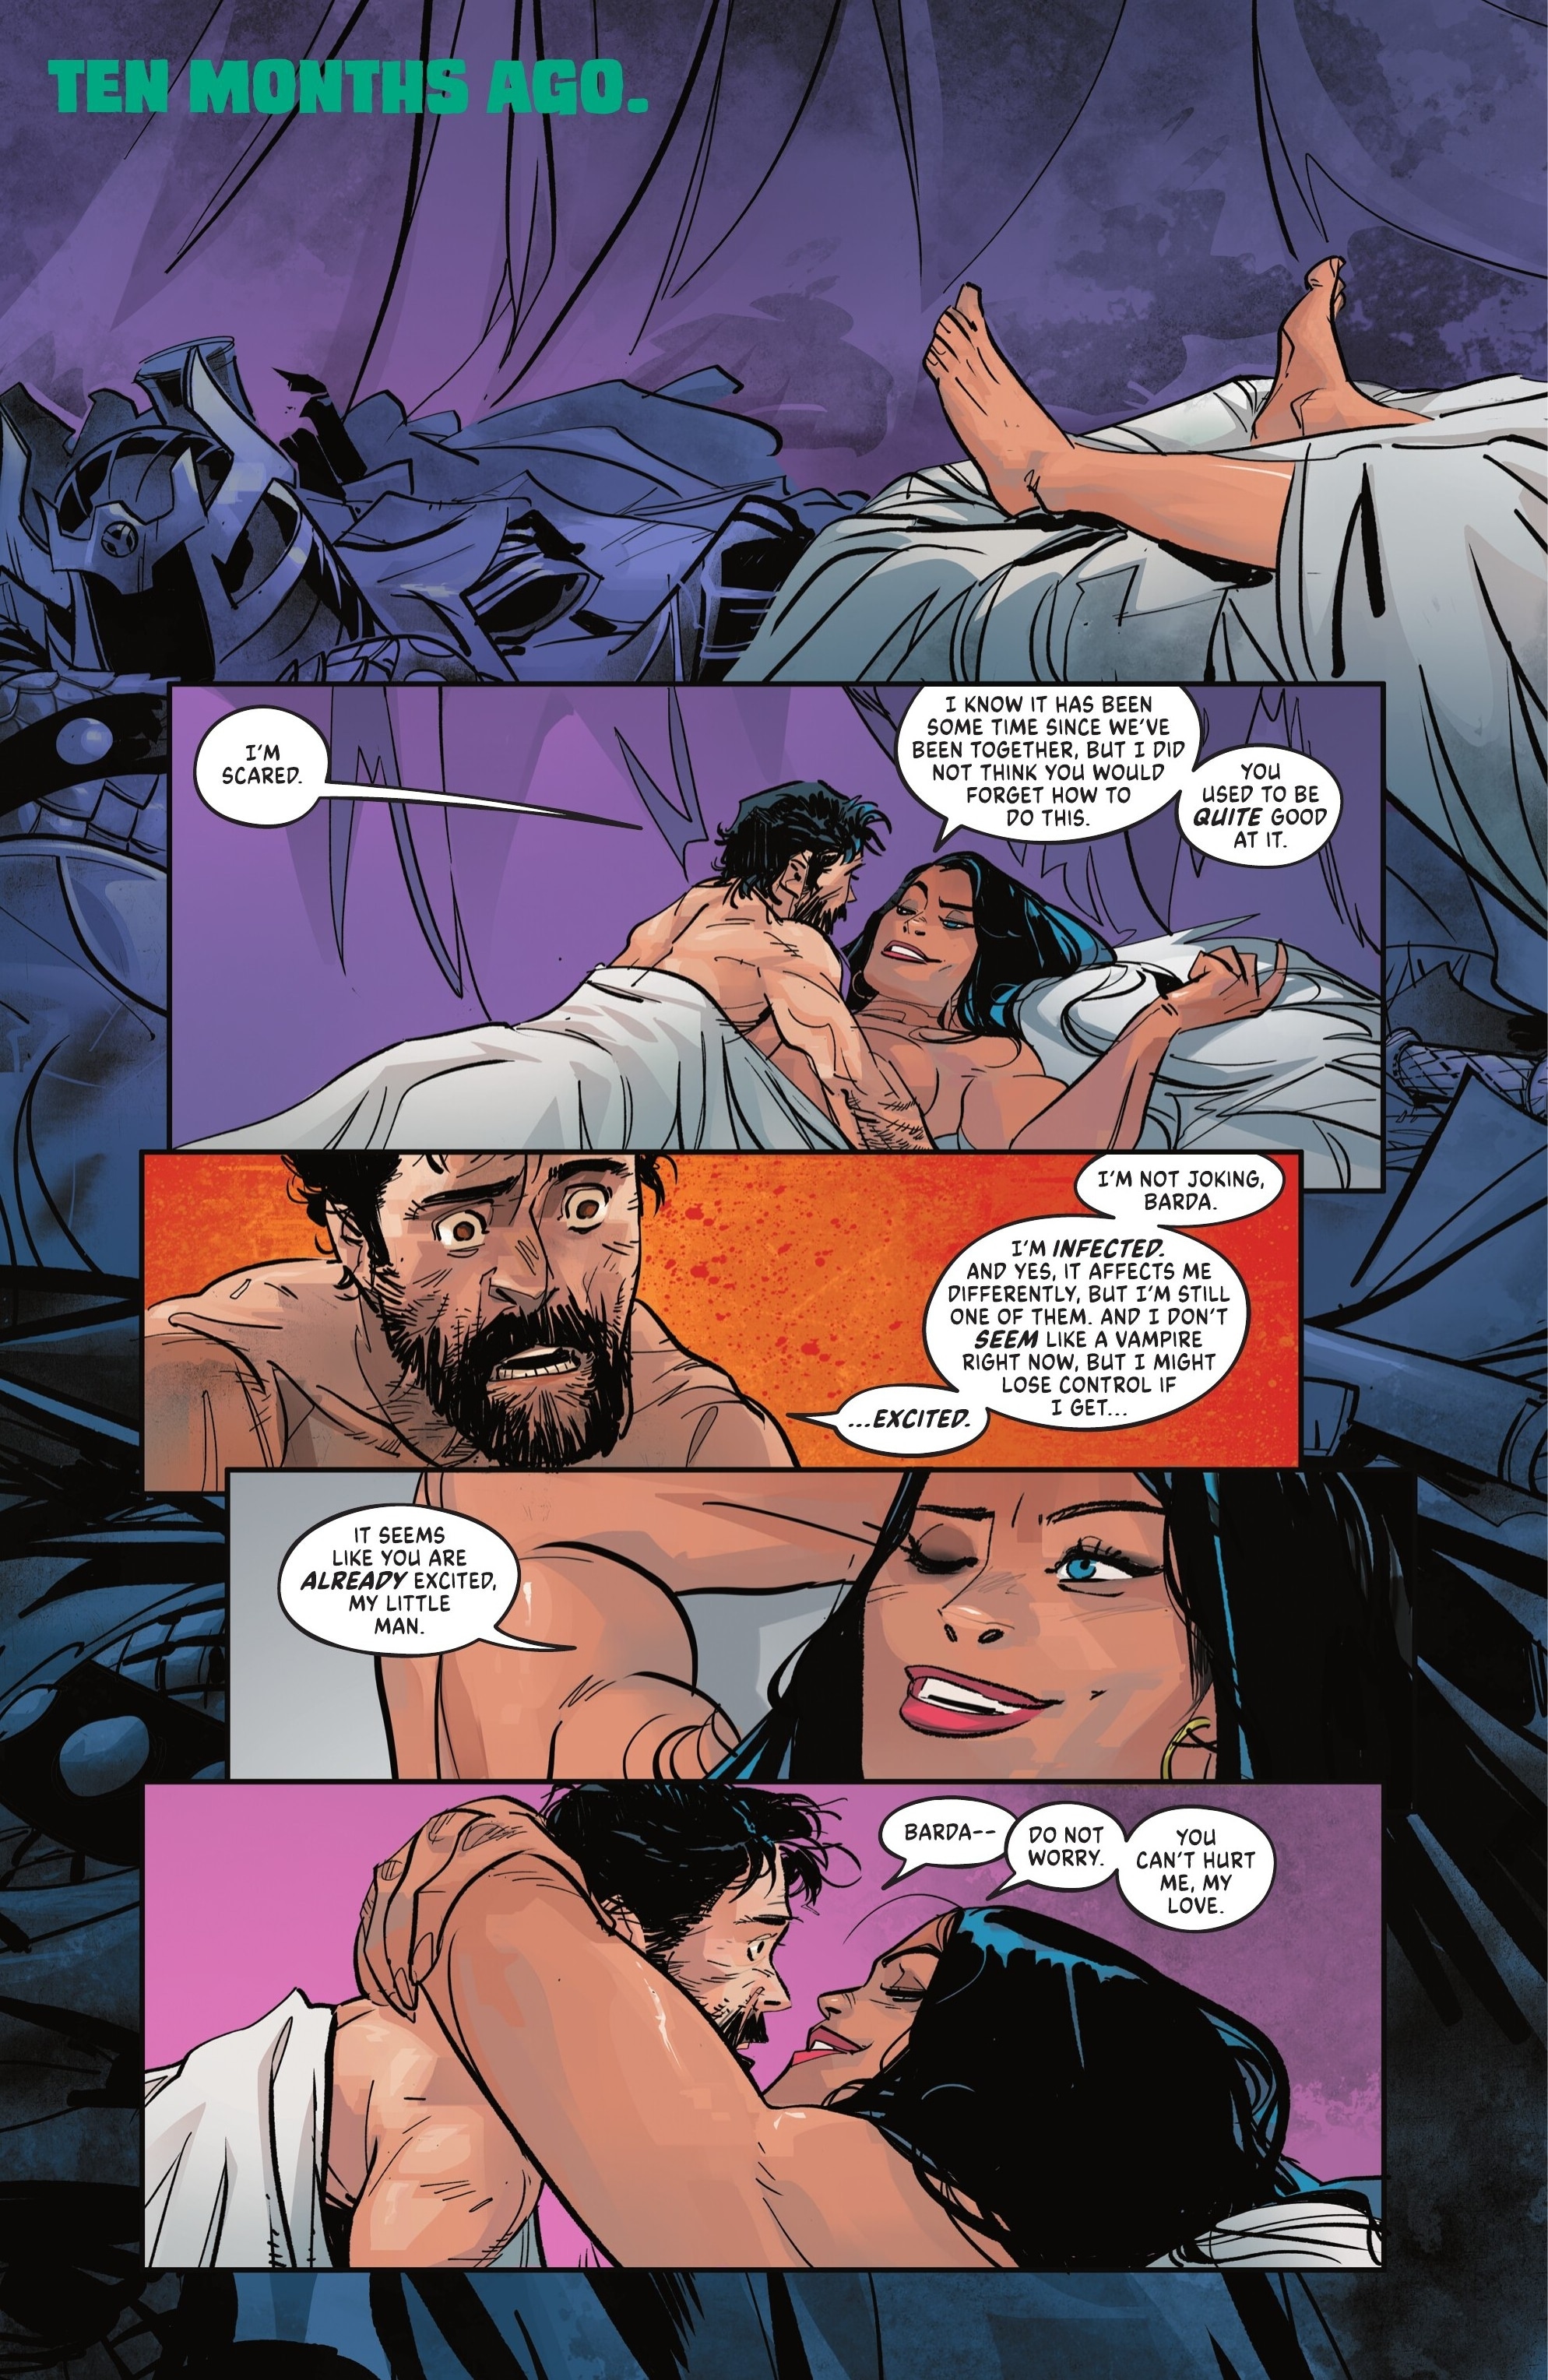 TEN MONTHS AGO.
I'M
SCARED.
I KNOW IT HAS BEEN
SOME TIME SINCE WE'VE
BEEN TOGETHER, BUT I DID
NOT THINK YOU WOULD
FORGET HOW TO
DO THIS.
YOU
USED TO BE
QUITE GOOD
AT IT.
I'M NOT JOKING,
BARDA.
I'M INFECTED.
AND YES, IT AFFECTS ME
DIFFERENTLY, BUT I'M STILL
ONE OF THEM. AND I DON'T
SEEM LIKE A VAMPIRE
RIGHT NOW, BUT I MIGHT
LOSE CONTROL IF
I GET...
...EXCITED.
IT SEEMS
LIKE YOU ARE
ALREADY EXCITED,
MY LITTLE
MAN.
BARDA--
DO NOT
WORRY.
YOU
CAN'T HURT
ME, MY
LOVE.